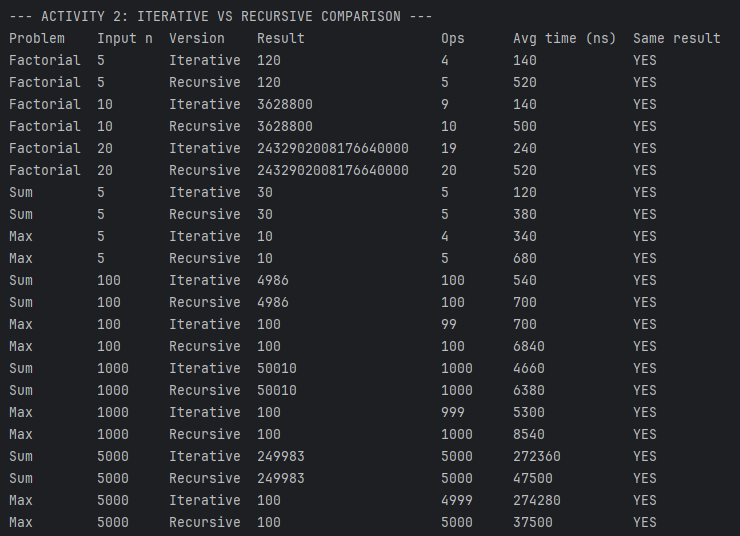 --- ACTIVITY 2: ITERATIVE VS RECURSIVE COMPARISON ---
Problem Input n Version Result Ops Avg time (ns) Same result
Factorial 5 Iterative 120 4 140 YES
Factorial 5 Recursive 120 5 520 YES
Factorial 10 Iterative 3628800 9 140 YES
Factorial 10 Recursive 3628800 10 500 YES
Factorial 20 Iterative 2432902008176640000 19 240 YES
Factorial 20 Recursive 2432902008176640000 20 520 YES
Sum 5 Iterative 30 5 120 YES
Sum 5 Recursive 30 5 380 YES
Max 5 Iterative 10 4 340 YES
Max 5 Recursive 10 5 680 YES
Sum 100 Iterative 4986 100 540 YES
Sum 100 Recursive 4986 100 700 YES
Max 100 Iterative 100 99 700 YES
Max 100 Recursive 100 100 6840 YES
Sum 1000 Iterative 50010 1000 4660 YES
Sum 1000 Recursive 50010 1000 6380 YES
Max 1000 Iterative 100 999 5300 YES
Max 1000 Recursive 100 1000 8540 YES
Sum 5000 Iterative 249983 5000 272360 YES
Sum 5000 Recursive 249983 5000 47500 YES
Max 5000 Iterative 100 4999 274280 YES
Max 5000 Recursive 100 5000 37500 YES